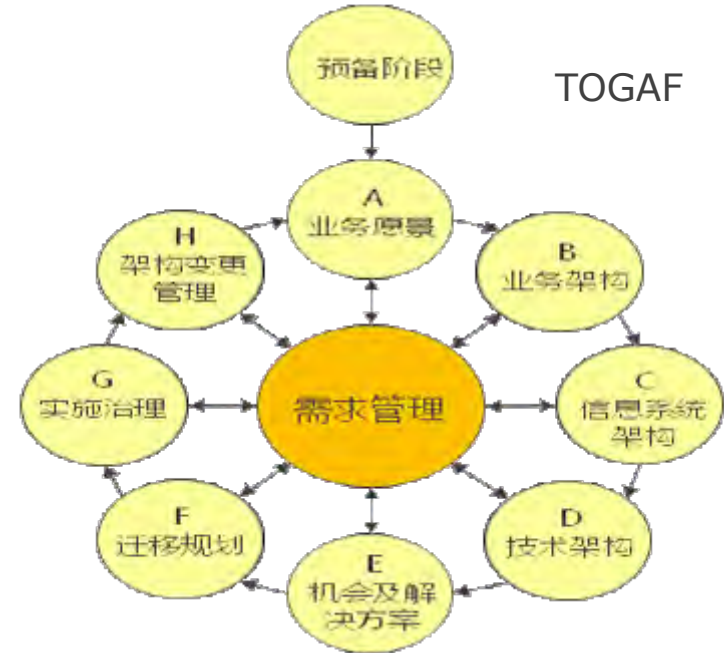 预备阶段
TOGAF
A
业务愿景
B
业务架构
C
信息系统
架构
D
技术架构
E
机会及解
决方案
F
迁移规划
G
实施治理
H
架构变更
管理
需求管理